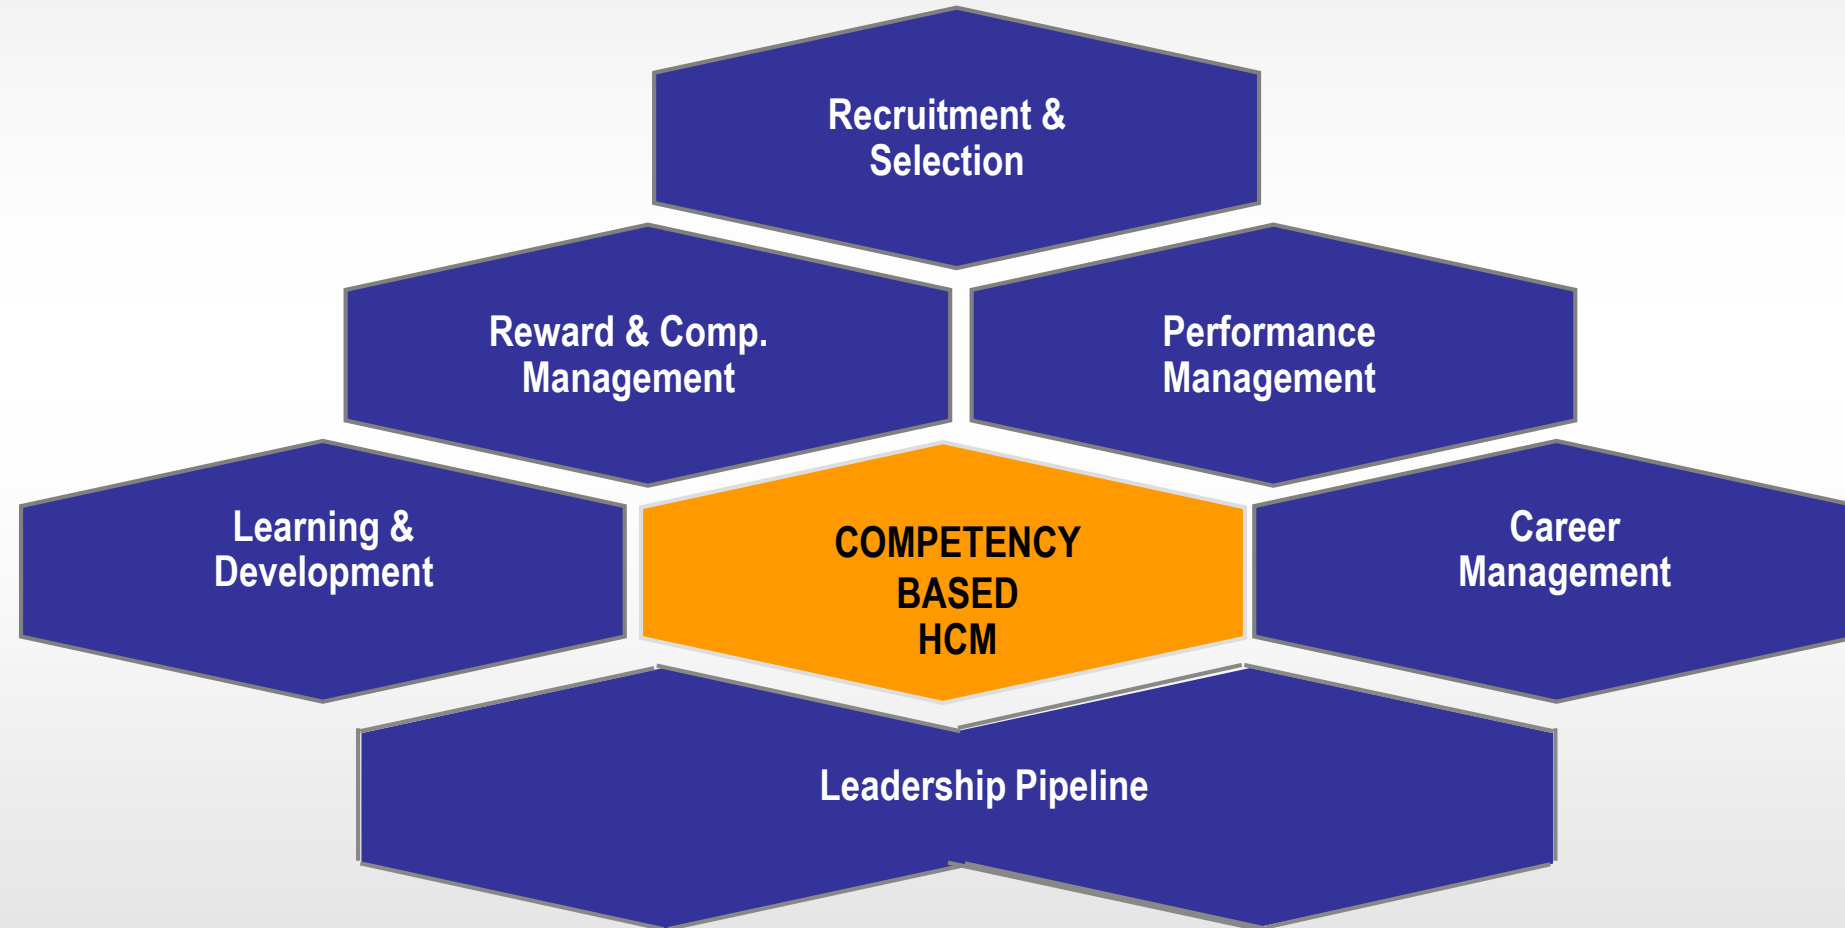 Recruitment &
Selection
Reward & Comp.
Management
Performance
Management
Learning &
Development
COMPETENCY
BASED
HCM
Career
Management
Leadership Pipeline